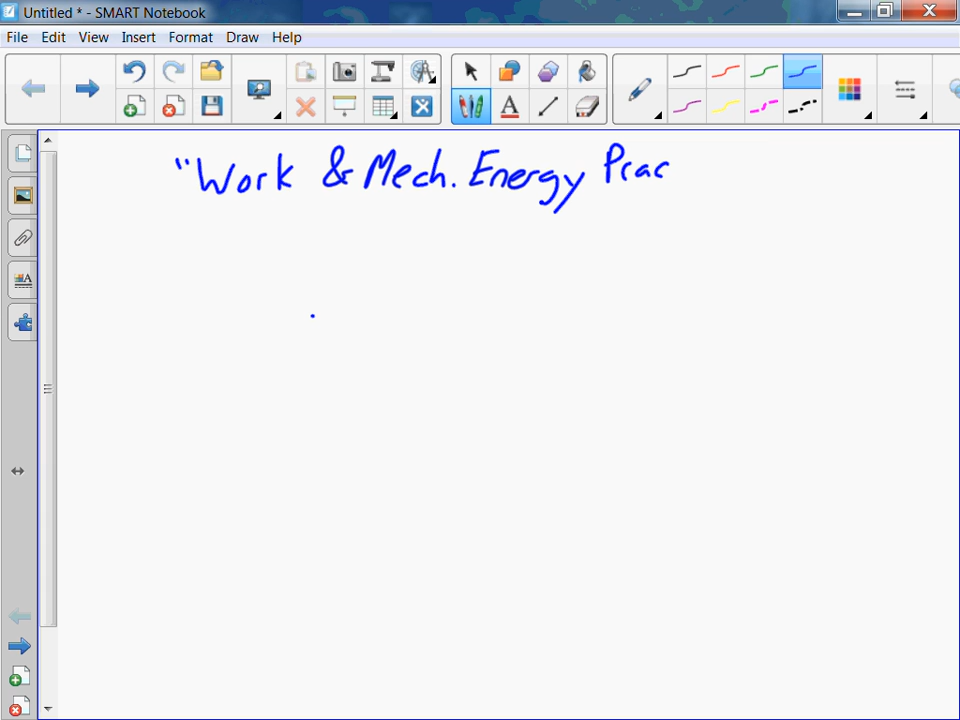 Untitled * - SMART Notebook
File Edit View Insert Format Draw Help
"Work & Mech. Energy Prac